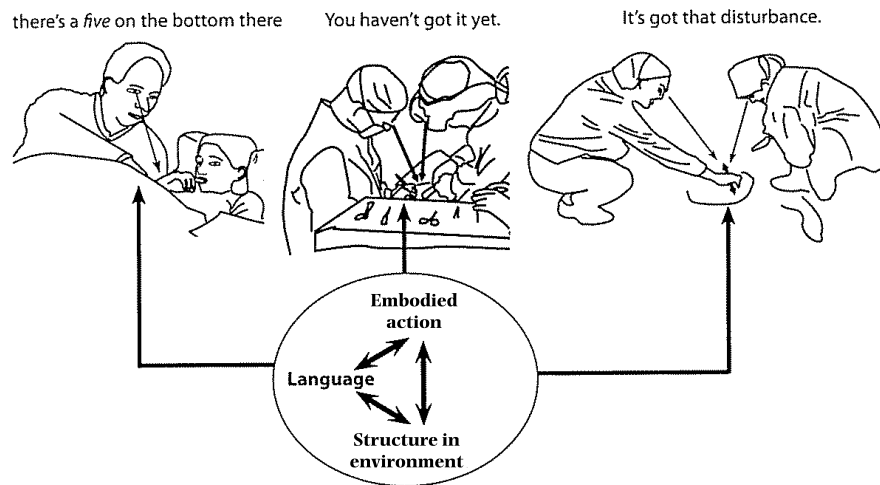 there's a five on the bottom there
You haven't got it yet.
It's got that disturbance.
Embodied
action
Language
Structure in
environment